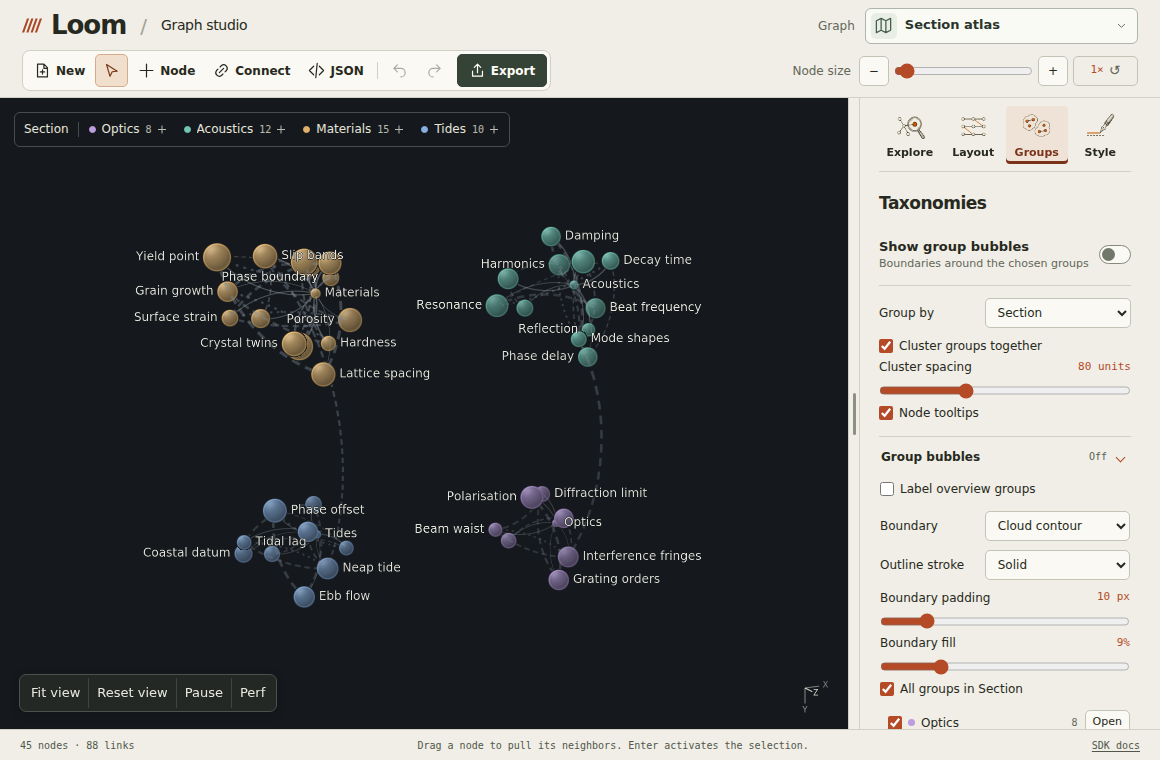 Loom / Graph studio
Graph
Section atlas
New
Node
Connect
JSON
Export
Node size
−
+
1× ↺
Section
Optics 8 +
Acoustics 12 +
Materials 15 +
Tides 10 +
Yield point
Slip bands
Phase boundary
Grain growth
Materials
Surface strain
Porosity
Crystal twins
Hardness
Lattice spacing
Damping
Harmonics
Decay time
Acoustics
Resonance
Beat frequency
Reflection
Mode shapes
Phase delay
Phase offset
Tides
Tidal lag
Coastal datum
Neap tide
Ebb flow
Polarisation
Diffraction limit
Optics
Beam waist
Interference fringes
Grating orders
Fit view
Reset view
Pause
Perf
X
Z
Y
Explore
Layout
Groups
Style
Taxonomies
Show group bubbles
Boundaries around the chosen groups
Group by
Section
Cluster groups together
Cluster spacing
80 units
Node tooltips
Group bubbles
Off
Label overview groups
Boundary
Cloud contour
Outline stroke
Solid
Boundary padding
10 px
Boundary fill
9%
All groups in Section
Optics
8
Open
45 nodes · 88 links
Drag a node to pull its neighbors. Enter activates the selection.
SDK docs